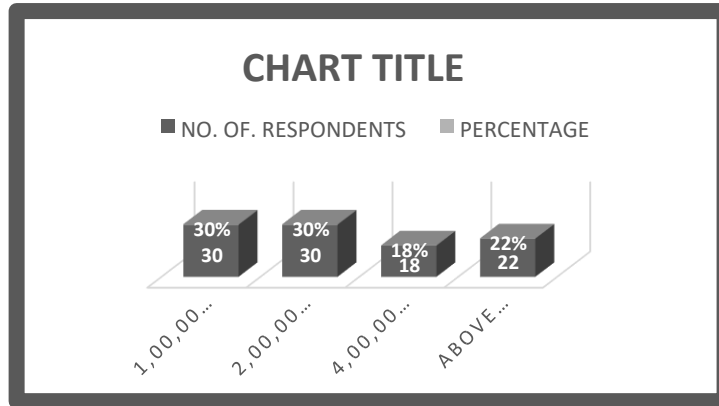 CHART TITLE
NO. OF. RESPONDENTS PERCENTAGE
30% 30% 18% 22%
30 30 18 22
1,00,00... 2,00,00... 4,00,00... ABOVE...